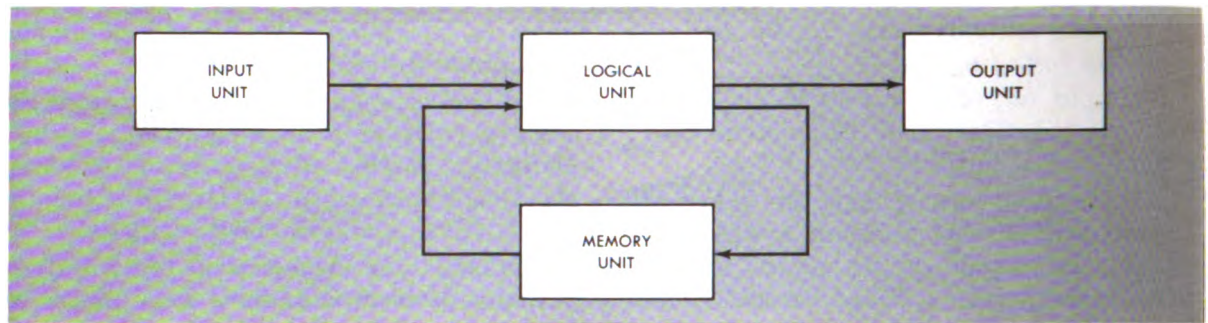 INPUT
UNIT
LOGICAL
UNIT
OUTPUT
UNIT
MEMORY
UNIT